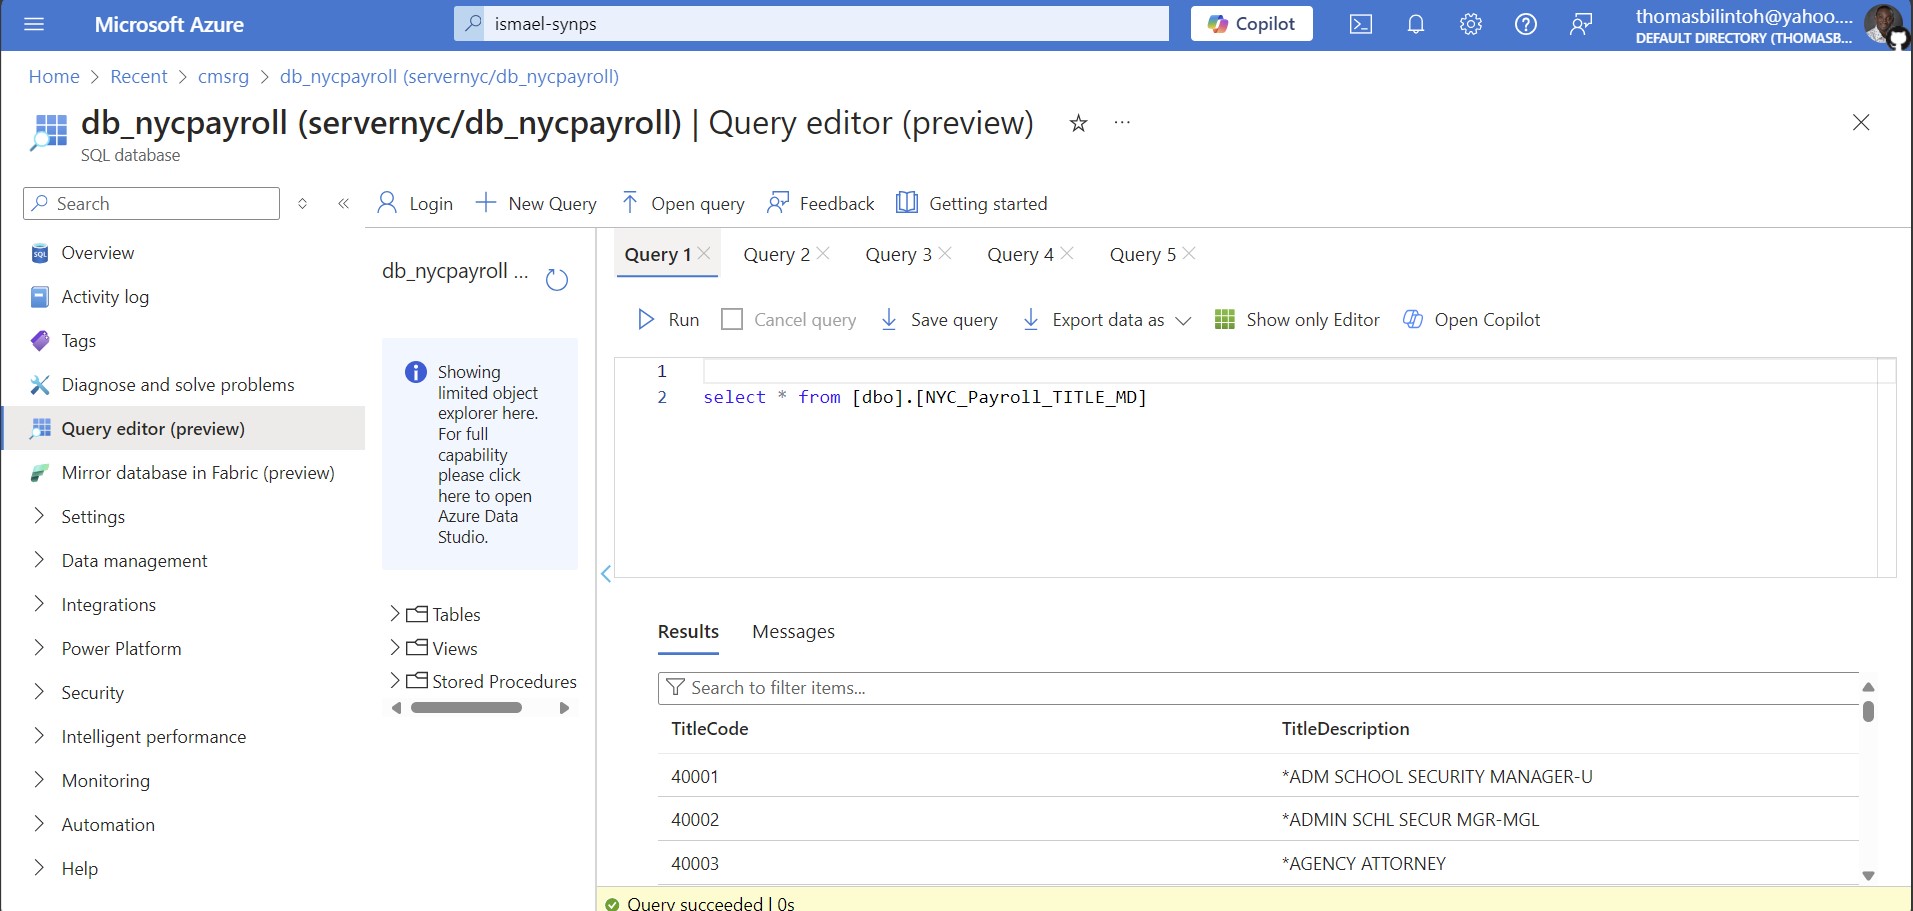 Microsoft Azure
ismael-synps
Copilot
thomasbilintoh@yahoo....
DEFAULT DIRECTORY (THOMASB...
Home > Recent > cmsrg > db_nycpayroll (servernyc/db_nycpayroll)
db_nycpayroll (servernyc/db_nycpayroll) | Query editor (preview)
SQL database
Search
Overview
Activity log
Tags
Diagnose and solve problems
Query editor (preview)
Mirror database in Fabric (preview)
Settings
Data management
Integrations
Power Platform
Security
Intelligent performance
Monitoring
Automation
Help
Login
New Query
Open query
Feedback
Getting started
db_nycpayroll ...
Showing
limited object
explorer here.
For full
capability
please click
here to open
Azure Data
Studio.
Tables
Views
Stored Procedures
Query 1
Query 2
Query 3
Query 4
Query 5
Run
Cancel query
Save query
Export data as
Show only Editor
Open Copilot
1
2 select * from [dbo].[NYC_Payroll_TITLE_MD]
Results
Messages
Search to filter items...
TitleCode TitleDescription
40001 *ADM SCHOOL SECURITY MANAGER-U
40002 *ADMIN SCHL SECUR MGR-MGL
40003 *AGENCY ATTORNEY
Query succeeded | 0s